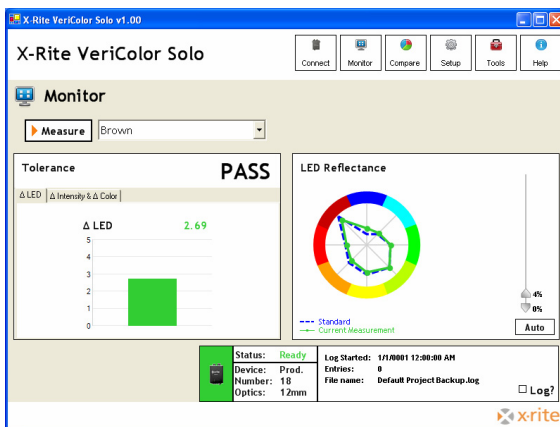 X-Rite VeriColor Solo v1.00
X-Rite VeriColor Solo
Connect
Monitor
Compare
Setup
Tools
Help
Monitor
Measure
Brown
Tolerance
PASS
Δ LED
Δ Intensity & Δ Color
Δ LED 2.69
5
4
3
2
1
0
LED Reflectance
4%
0%
Auto
Standard
Current Measurement
Status: Ready
Device: Prod.
Number: 18
Optics: 12mm
Log Started: 1/1/0001 12:00:00 AM
Entries: 0
File name: Default Project Backup.log
Log?
x·rite